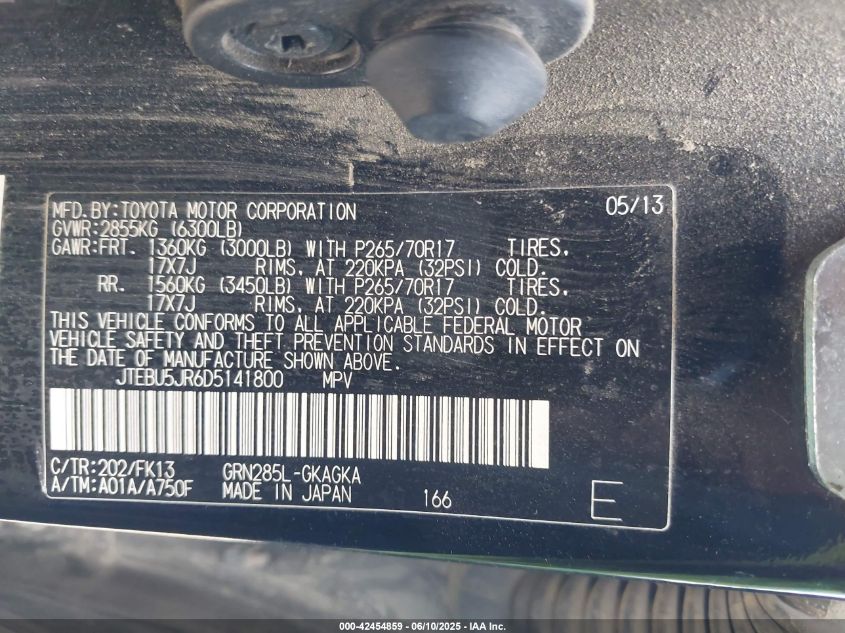 MFD.BY:TOYOTA MOTOR CORPORATION 05/13
GVWR:2855KG (6300LB)
GAWR:FRT. 1360KG (3000LB) WITH P265/70R17 TIRES,
17X7J RIMS, AT 220KPA (32PSI) COLD.
RR. 1560KG (3450LB) WITH P265/70R17 TIRES,
17X7J RIMS, AT 220KPA (32PSI) COLD.
THIS VEHICLE CONFORMS TO ALL APPLICABLE FEDERAL MOTOR
VEHICLE SAFETY AND THEFT PREVENTION STANDARDS IN EFFECT ON
THE DATE OF MANUFACTURE SHOWN ABOVE.
JTEBU5JR6D5141800 MPV
C/TR:202/FK13 GRN285L-GKAGKA
A/TM:A01A/A750F MADE IN JAPAN 166 E
000-42454859 - 06/10/2025 - IAA Inc.